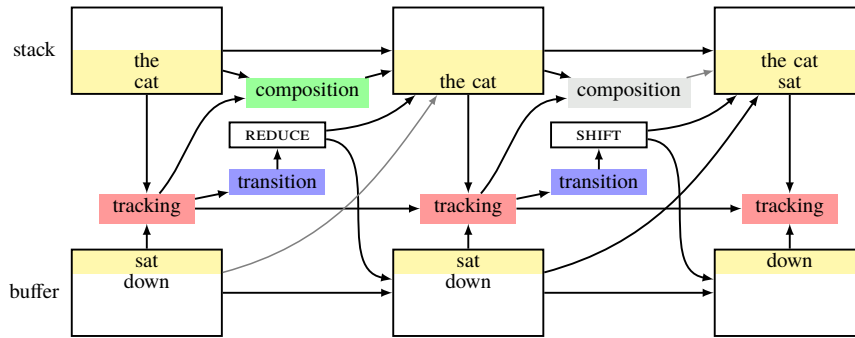 stack
the
cat
the cat
the cat
sat
composition
composition
REDUCE
SHIFT
transition
transition
tracking
tracking
tracking
buffer
sat
down
sat
down
down